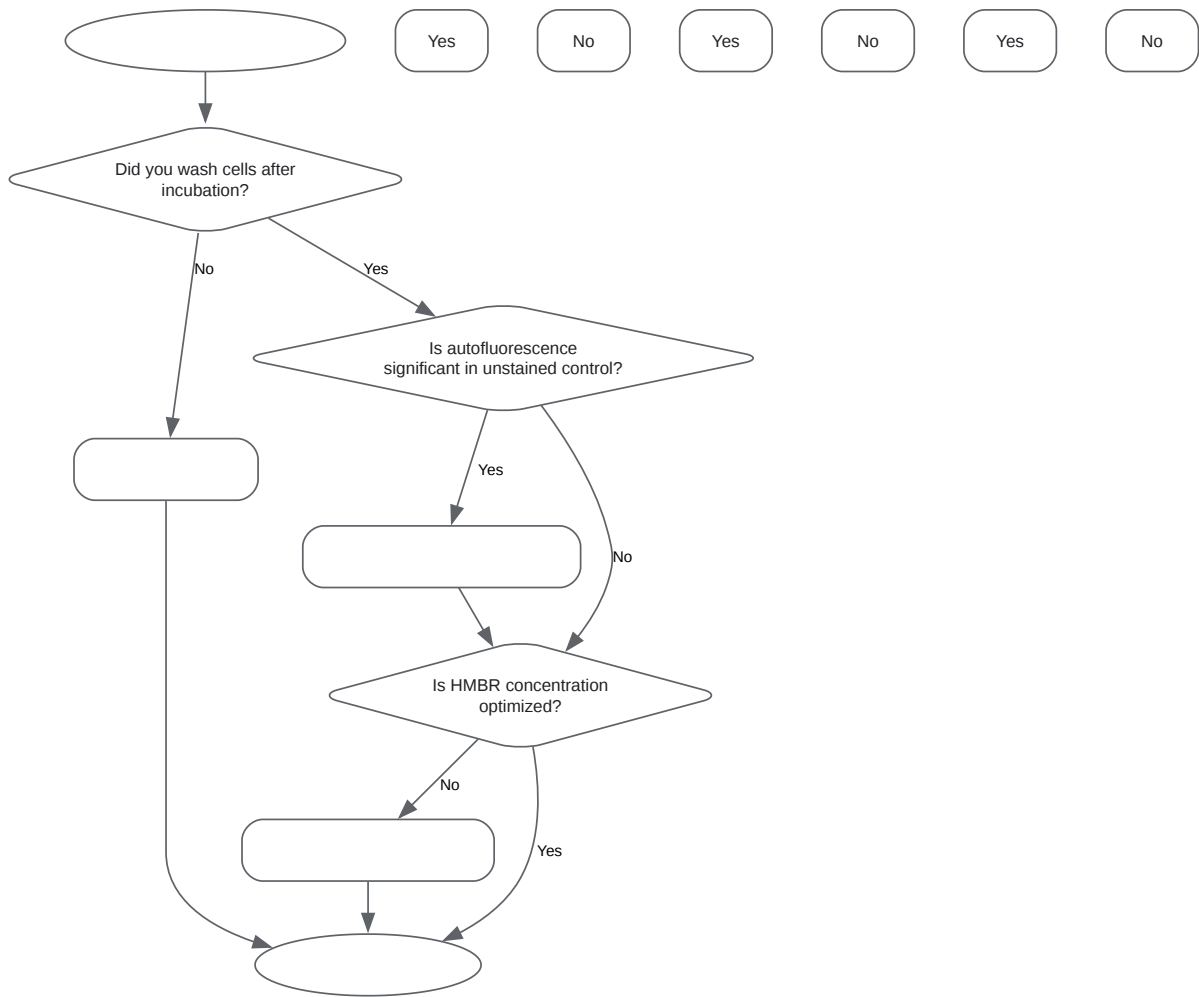 Yes
No
Yes
No
Yes
No
Did you wash cells after
incubation?
No
Yes
Is autofluorescence
significant in unstained control?
Yes
No
Is HMBR concentration
optimized?
No
Yes